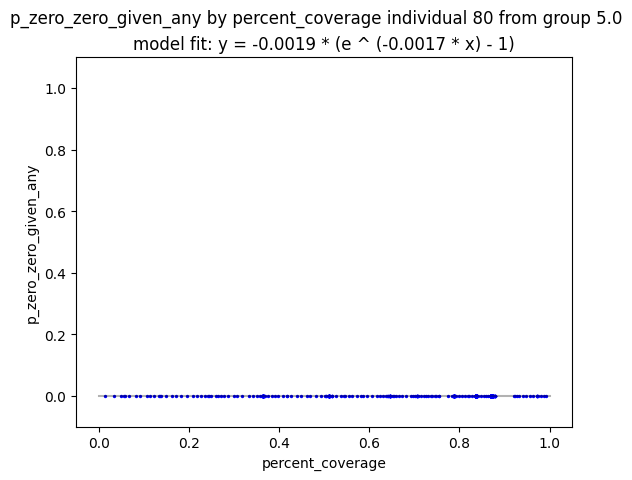 p_zero_zero_given_any by percent_coverage individual 80 from group 5.0
model fit: y = -0.0019 * (e ^ (-0.0017 * x) - 1)
1.0
0.8
0.6
0.4
0.2
0.0
p_zero_zero_given_any
0.0 0.2 0.4 0.6 0.8 1.0
percent_coverage